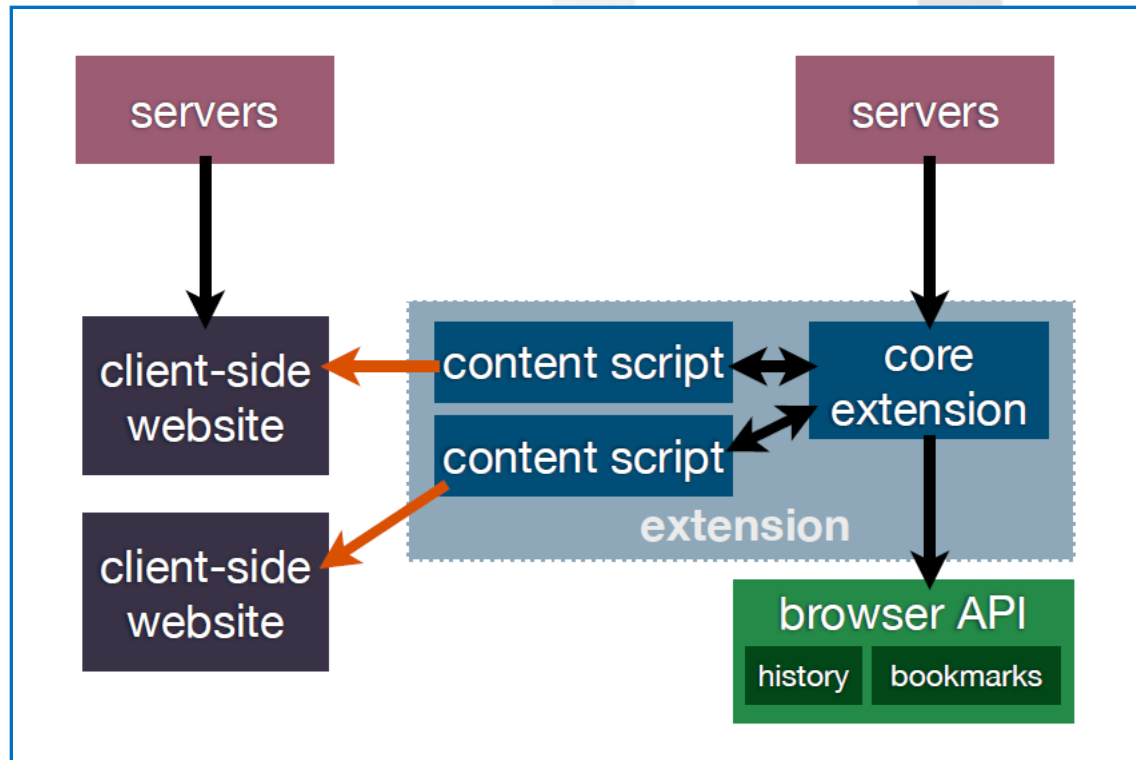 servers
servers
client-side
website
content script
core
extension
content script
extension
client-side
website
browser API
history
bookmarks